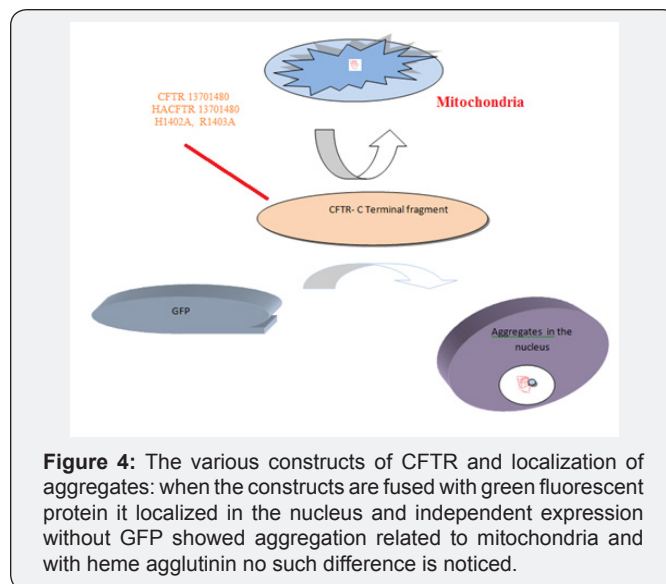 CFTR 13701480
HACFTR 13701480
H1402A, R1403A
Mitochondria
CFTR- C Terminal fragment
GFP
Aggregates in the
nucleus
Figure 4: The various constructs of CFTR and localization of
aggregates: when the constructs are fused with green fluorescent
protein it localized in the nucleus and independent expression
without GFP showed aggregation related to mitochondria and
with heme agglutinin no such difference is noticed.